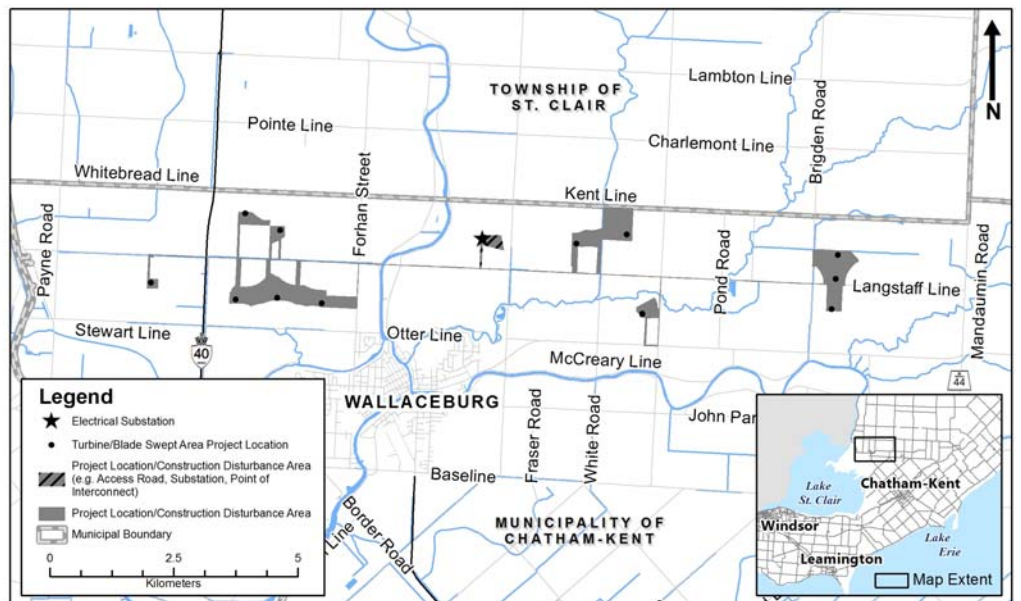 Lambton Line
TOWNSHIP OF
ST. CLAIR
Brigden Road
N
Pointe Line
Charlemont Line
Whitebread Line
Forhan Street
Kent Line
Payne Road
Pond Road
Mandaumin Road
Langstaff Line
Stewart Line
Otter Line
40
McCreary Line
44
WALLACEBURG
Fraser Road
White Road
John Par
Baseline
Border Road
Line
MUNICIPALITY OF
CHATHAM-KENT
Legend
Electrical Substation
Turbine/Blade Swept Area Project Location
Project Location/Construction Disturbance Area
(e.g. Access Road, Substation, Point of
Interconnect)
Project Location/Construction Disturbance Area
Municipal Boundary
0 2.5 5
Kilometers
Lake
St. Clair
Chatham-Kent
Windsor
Lake
Erie
Leamington
Map Extent